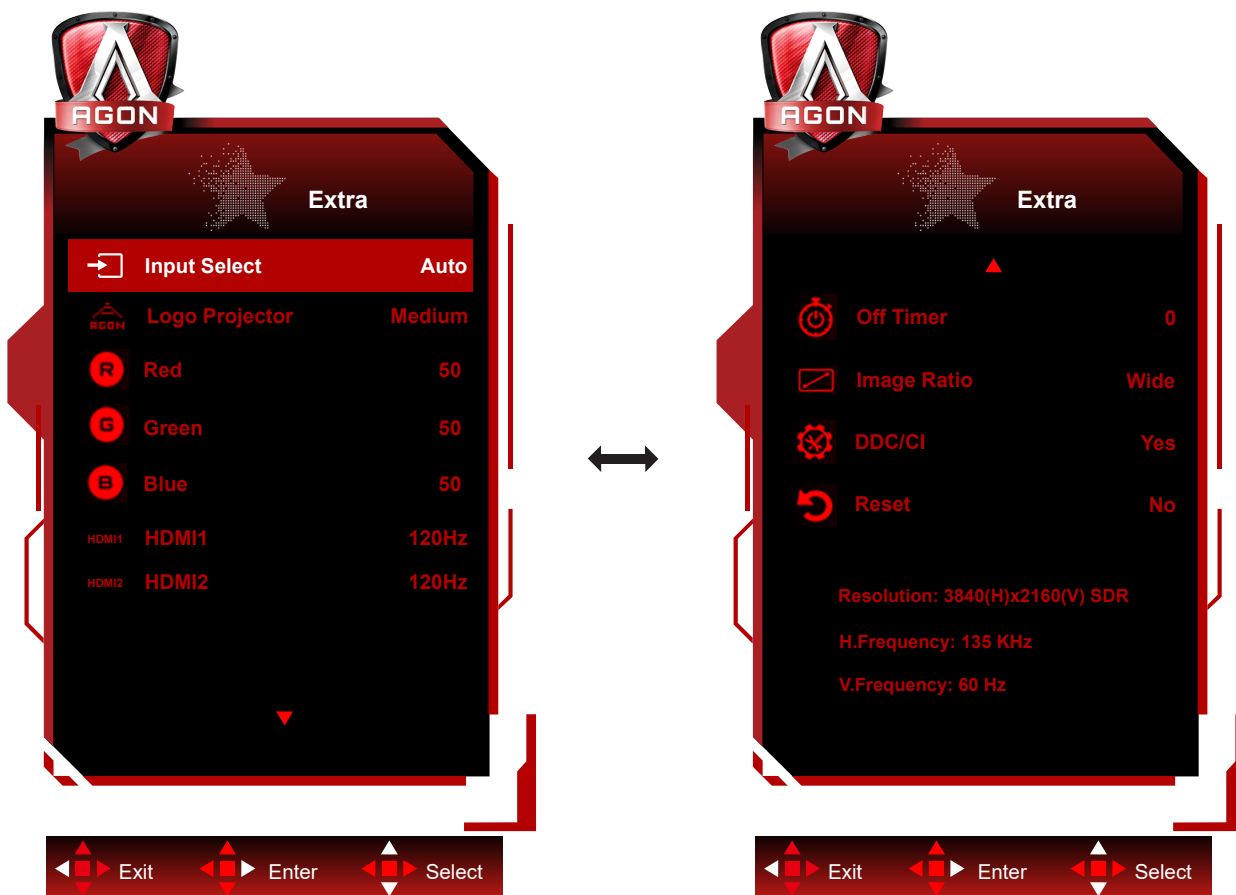 AGON
Extra
Input Select Auto
AGON Logo Projector Medium
R Red 50
G Green 50
B Blue 50
HDMI1 HDMI1 120Hz
HDMI2 HDMI2 120Hz
Exit Enter Select
AGON
Extra
Off Timer 0
Image Ratio Wide
DDC/CI Yes
Reset No
Resolution: 3840(H)x2160(V) SDR
H.Frequency: 135 KHz
V.Frequency: 60 Hz
Exit Enter Select